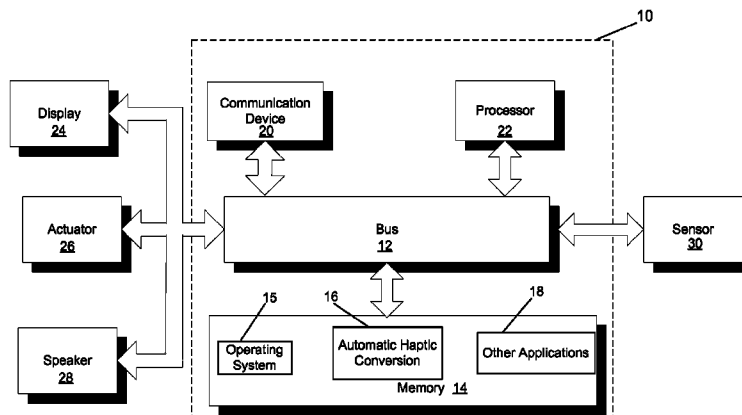 10
Display
24
Communication
Device
20
Processor
22
Actuator
26
Bus
12
Sensor
30
15
16
18
Operating
System
Automatic Haptic
Conversion
Other Applications
Memory 14
Speaker
28